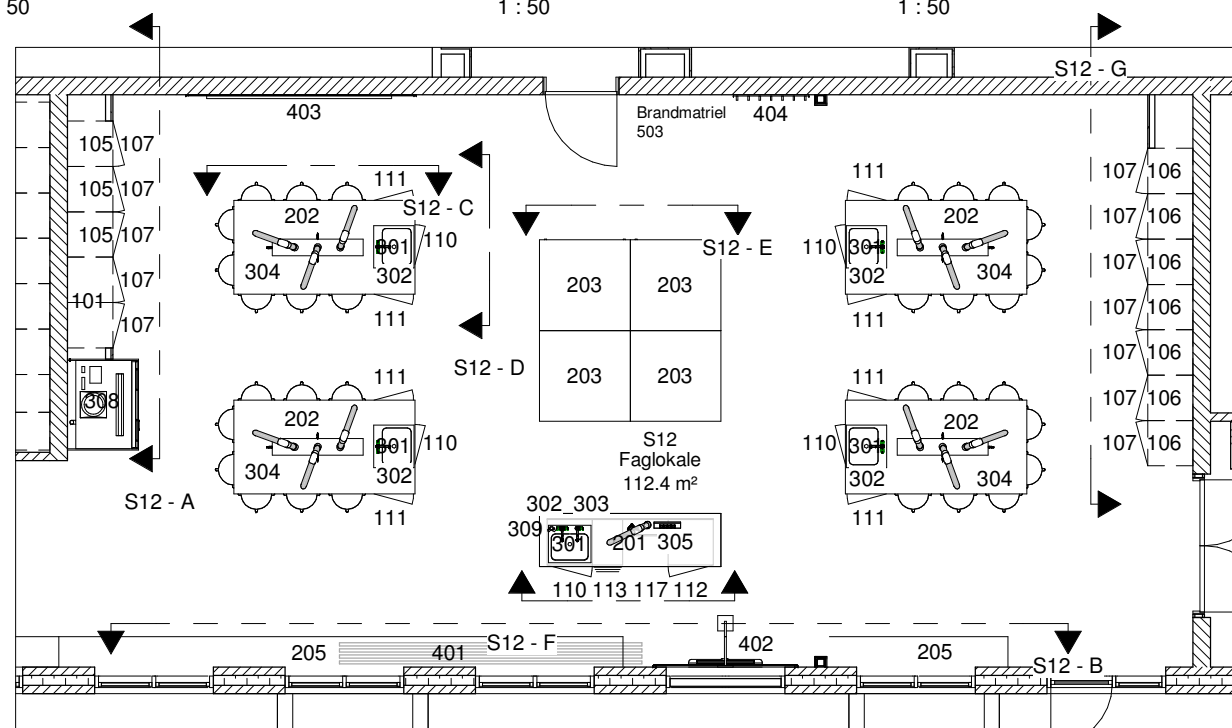 50
1 : 50
1 : 50
S12 - G
403
Brandmatriel
503
404
105 107
105 107
105 107
107
101
107
308
S12 - A
111
202
S12 - C
301 110
304
302
111
S12 - D
111
202
301 110
304
302
111
S12 - E
203 203
203 203
S12
Faglokale
112.4 m²
302 303
309
301 201 305
110 113 117 112
111
202
110 301
302 304
111
111
202
110 301
302 304
111
107 106
107 106
107 106
107 106
107 106
107 106
107 106
205 401 S12 - F 402 205
S12 - B